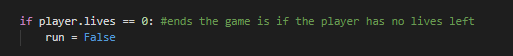 if player.lives == 0: #ends the game is if the player has no lives left
    run = False